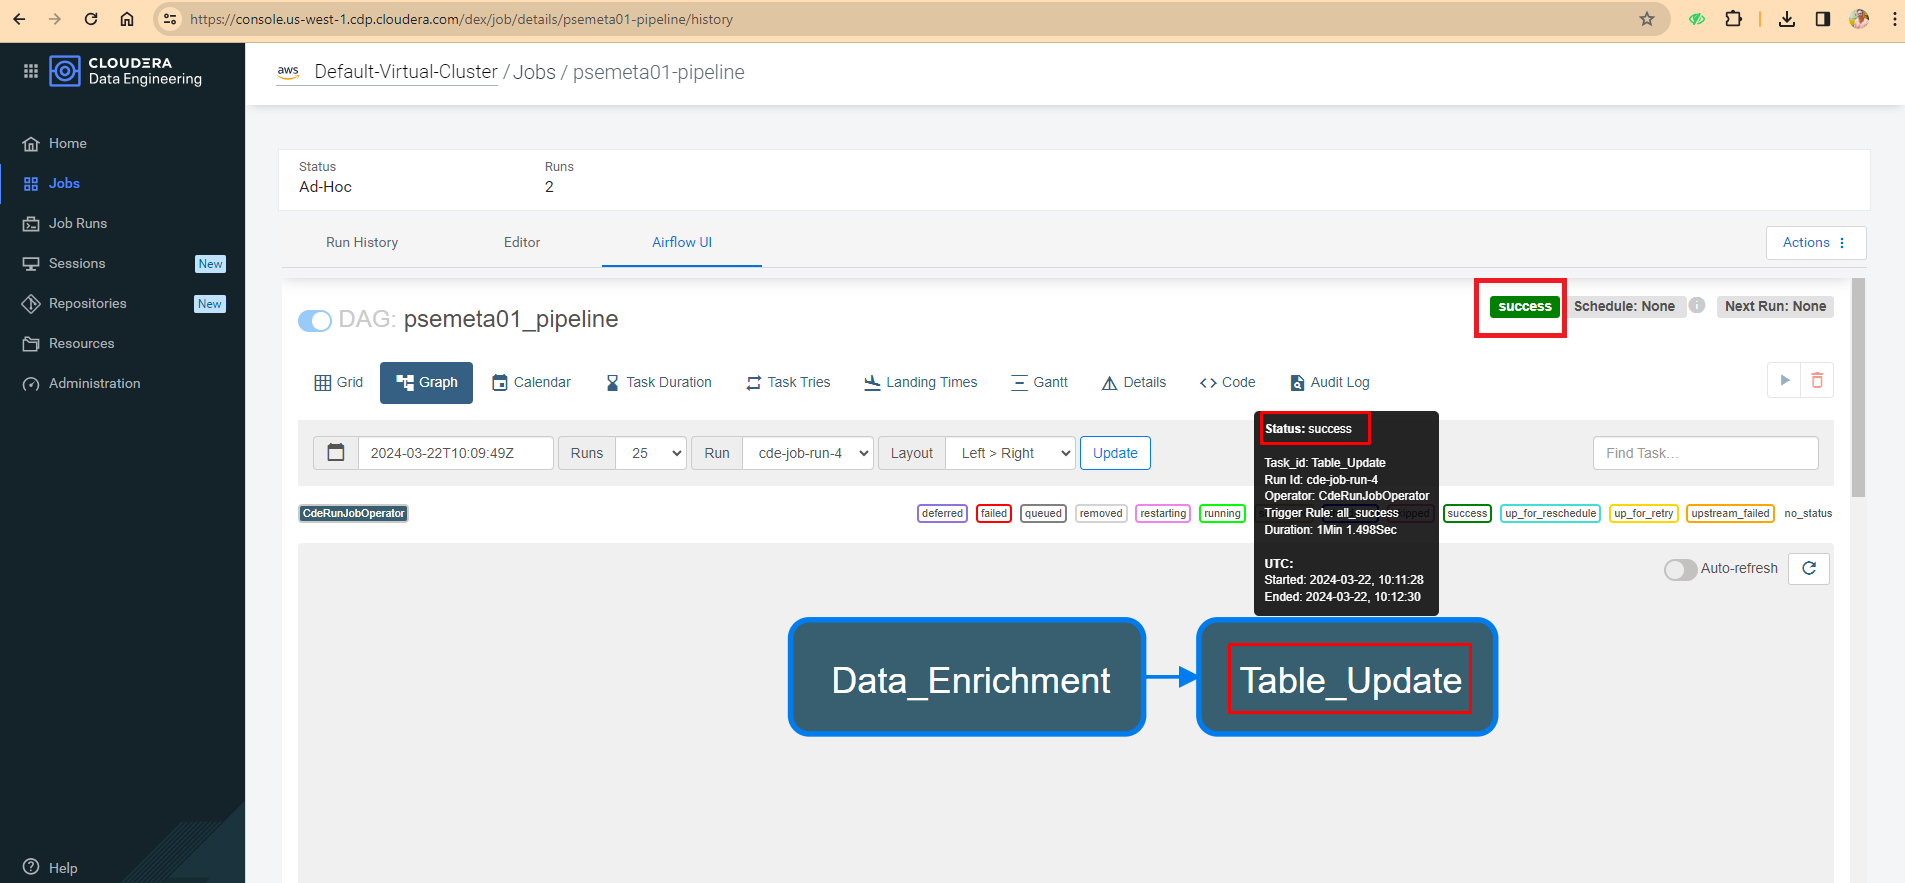 https://console.us-west-1.cdp.cloudera.com/dex/job/details/psemeta01-pipeline/history
CLOUDERA
Data Engineering
Home
Jobs
Job Runs
Sessions New
Repositories New
Resources
Administration
Help
aws Default-Virtual-Cluster / Jobs / psemeta01-pipeline
Status Runs
Ad-Hoc 2
Run History Editor Airflow UI Actions
success Schedule: None i Next Run: None
DAG: psemeta01_pipeline
Grid Graph Calendar Task Duration Task Tries Landing Times Gantt Details Code Audit Log
2024-03-22T10:09:49Z Runs 25 Run cde-job-run-4 Layout Left > Right Update Find Task...
CdeRunJobOperator deferred failed queued removed restarting running success up_for_reschedule up_for_retry upstream_failed no_status
Status: success
Task_id: Table_Update
Run Id: cde-job-run-4
Operator: CdeRunJobOperator
Trigger Rule: all_success
Duration: 1Min 1.498Sec
UTC:
Started: 2024-03-22, 10:11:28
Ended: 2024-03-22, 10:12:30
Auto-refresh
Data_Enrichment Table_Update